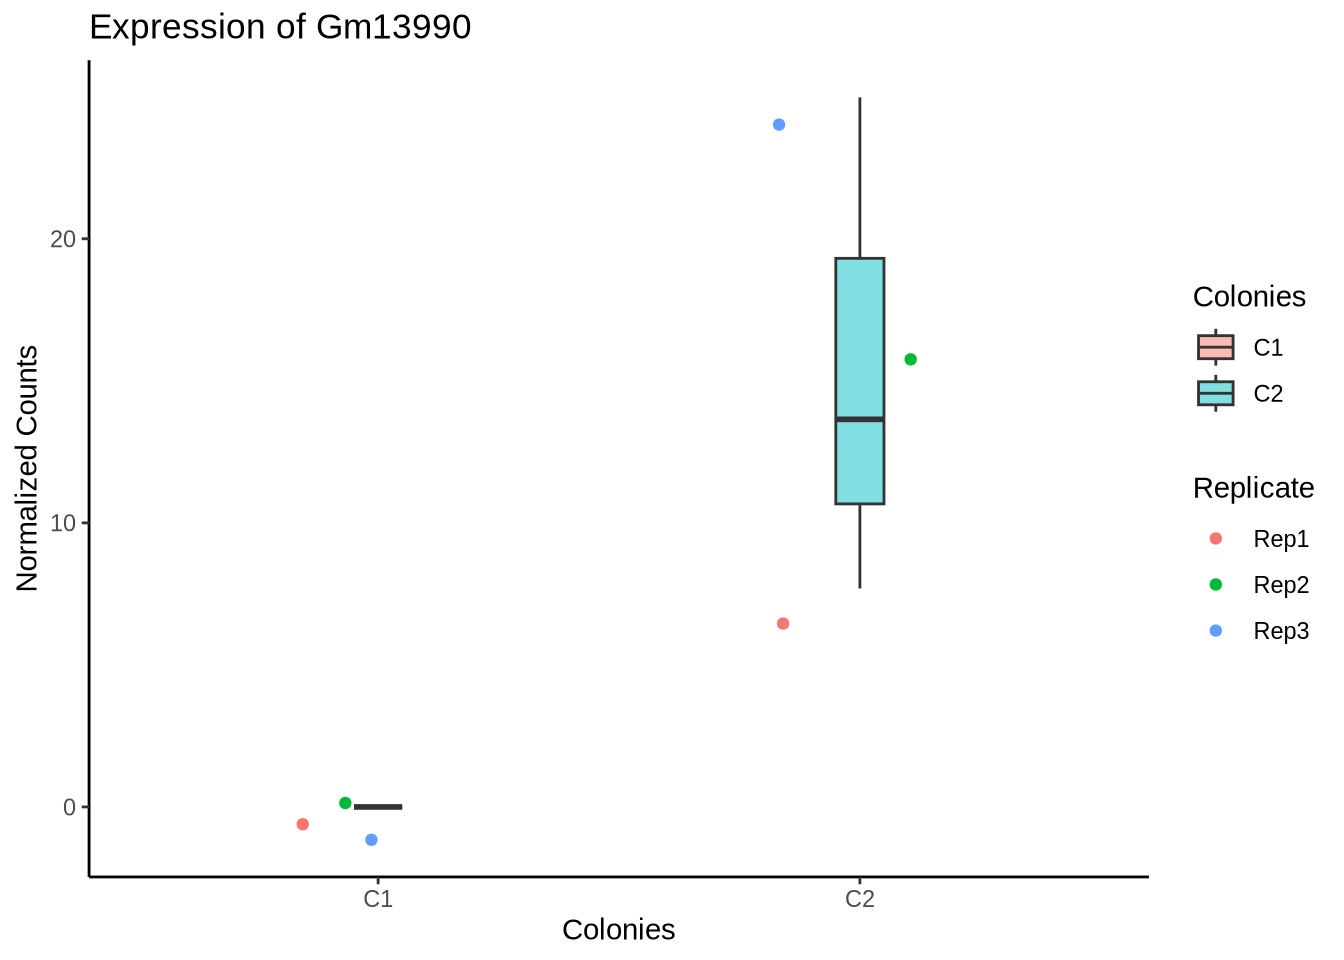 Expression of Gm13990
Normalized Counts
20
10
0
C1
C2
Colonies
Colonies
C1
C2
Replicate
Rep1
Rep2
Rep3